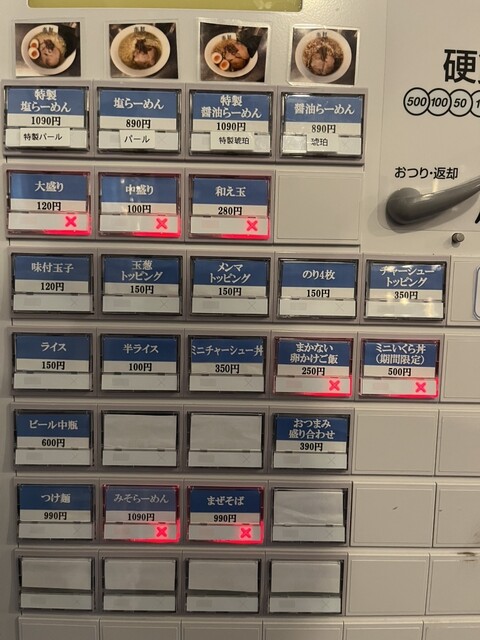 特製
塩らーめん
1090円
特製パール
塩らーめん
890円
パール
特製
醤油らーめん
1090円
特製琥珀
醤油らーめん
890円
琥珀
硬
500 100 50 1
おつり・返却
大盛り
120円
中盛り
100円
和え玉
280円
味付玉子
120円
玉葱
トッピング
150円
メンマ
トッピング
150円
のり4枚
150円
チャーシュー
トッピング
350円
ライス
150円
半ライス
100円
ミニチャーシュー丼
350円
まかない
卵かけご飯
250円
ミニいくら丼
(期間限定)
500円
ビール中瓶
600円
おつまみ
盛り合わせ
390円
つけ麺
990円
みそらーめん
1090円
まぜそば
990円